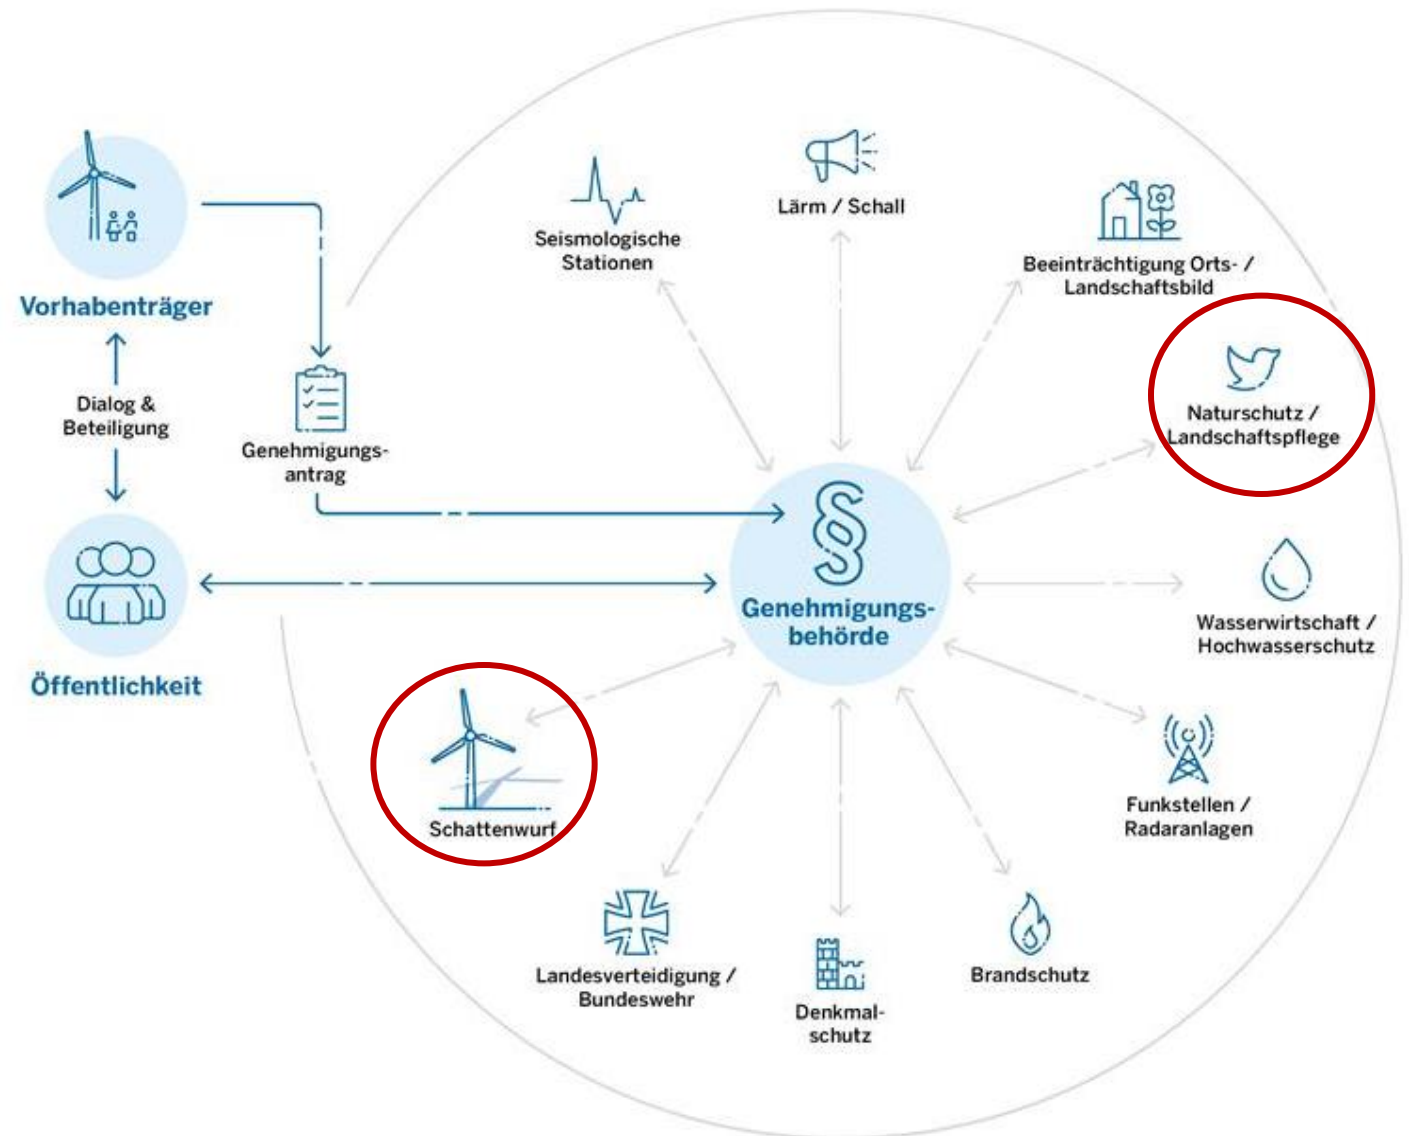 Vorhabenträger
Dialog &
Beteiligung
Öffentlichkeit
Genehmigungs-
antrag
§
Genehmigungs-
behörde
Seismologische
Stationen
Lärm / Schall
Beeinträchtigung Orts- /
Landschaftsbild
Naturschutz /
Landschaftspflege
Wasserwirtschaft /
Hochwasserschutz
Funkstellen /
Radaranlagen
Brandschutz
Denkmal-
schutz
Landesverteidigung /
Bundeswehr
Schattenwurf